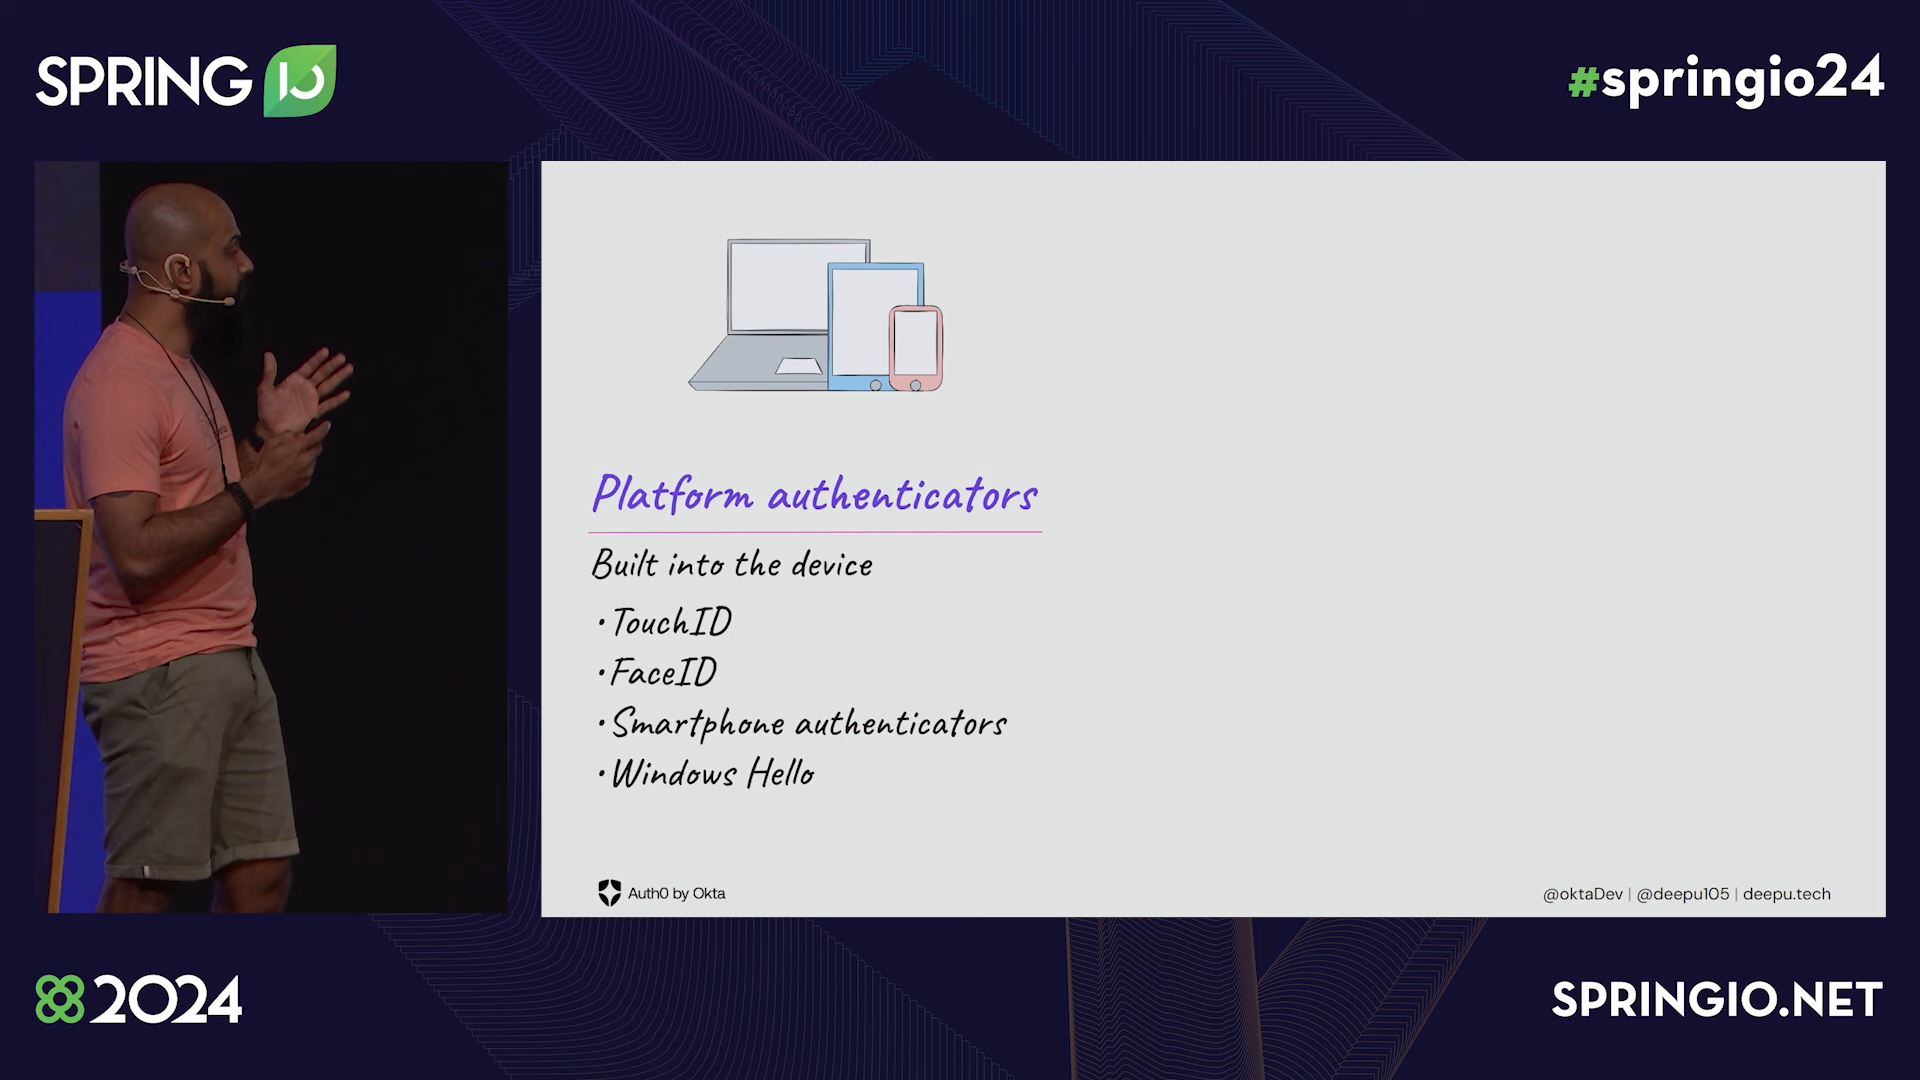 SPRING IO
#springio24
Platform authenticators
Built into the device
• TouchID
• FaceID
• Smartphone authenticators
• Windows Hello
Auth0 by Okta
@oktaDev | @deepu105 | deepu.tech
2024
SPRINGIO.NET